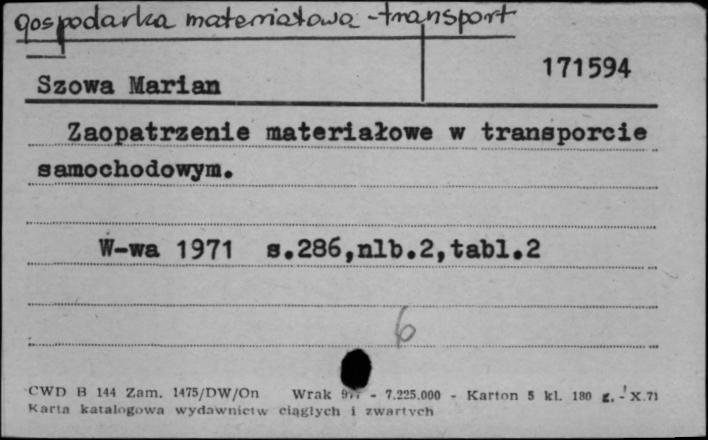 gospodarka materiałowa - transport
171594
Szowa Marian
Zaopatrzenie materiałowe w transporcie
samochodowym.
W-wa 1971 s.286,nlb.2,tabl.2
6
CWD B 144 Zam. 1475/DW/On Wrak - 7.225.000 - Karton 5 kl. 180 g. - X.71
Karta katalogowa wydawnictw ciągłych i zwartych